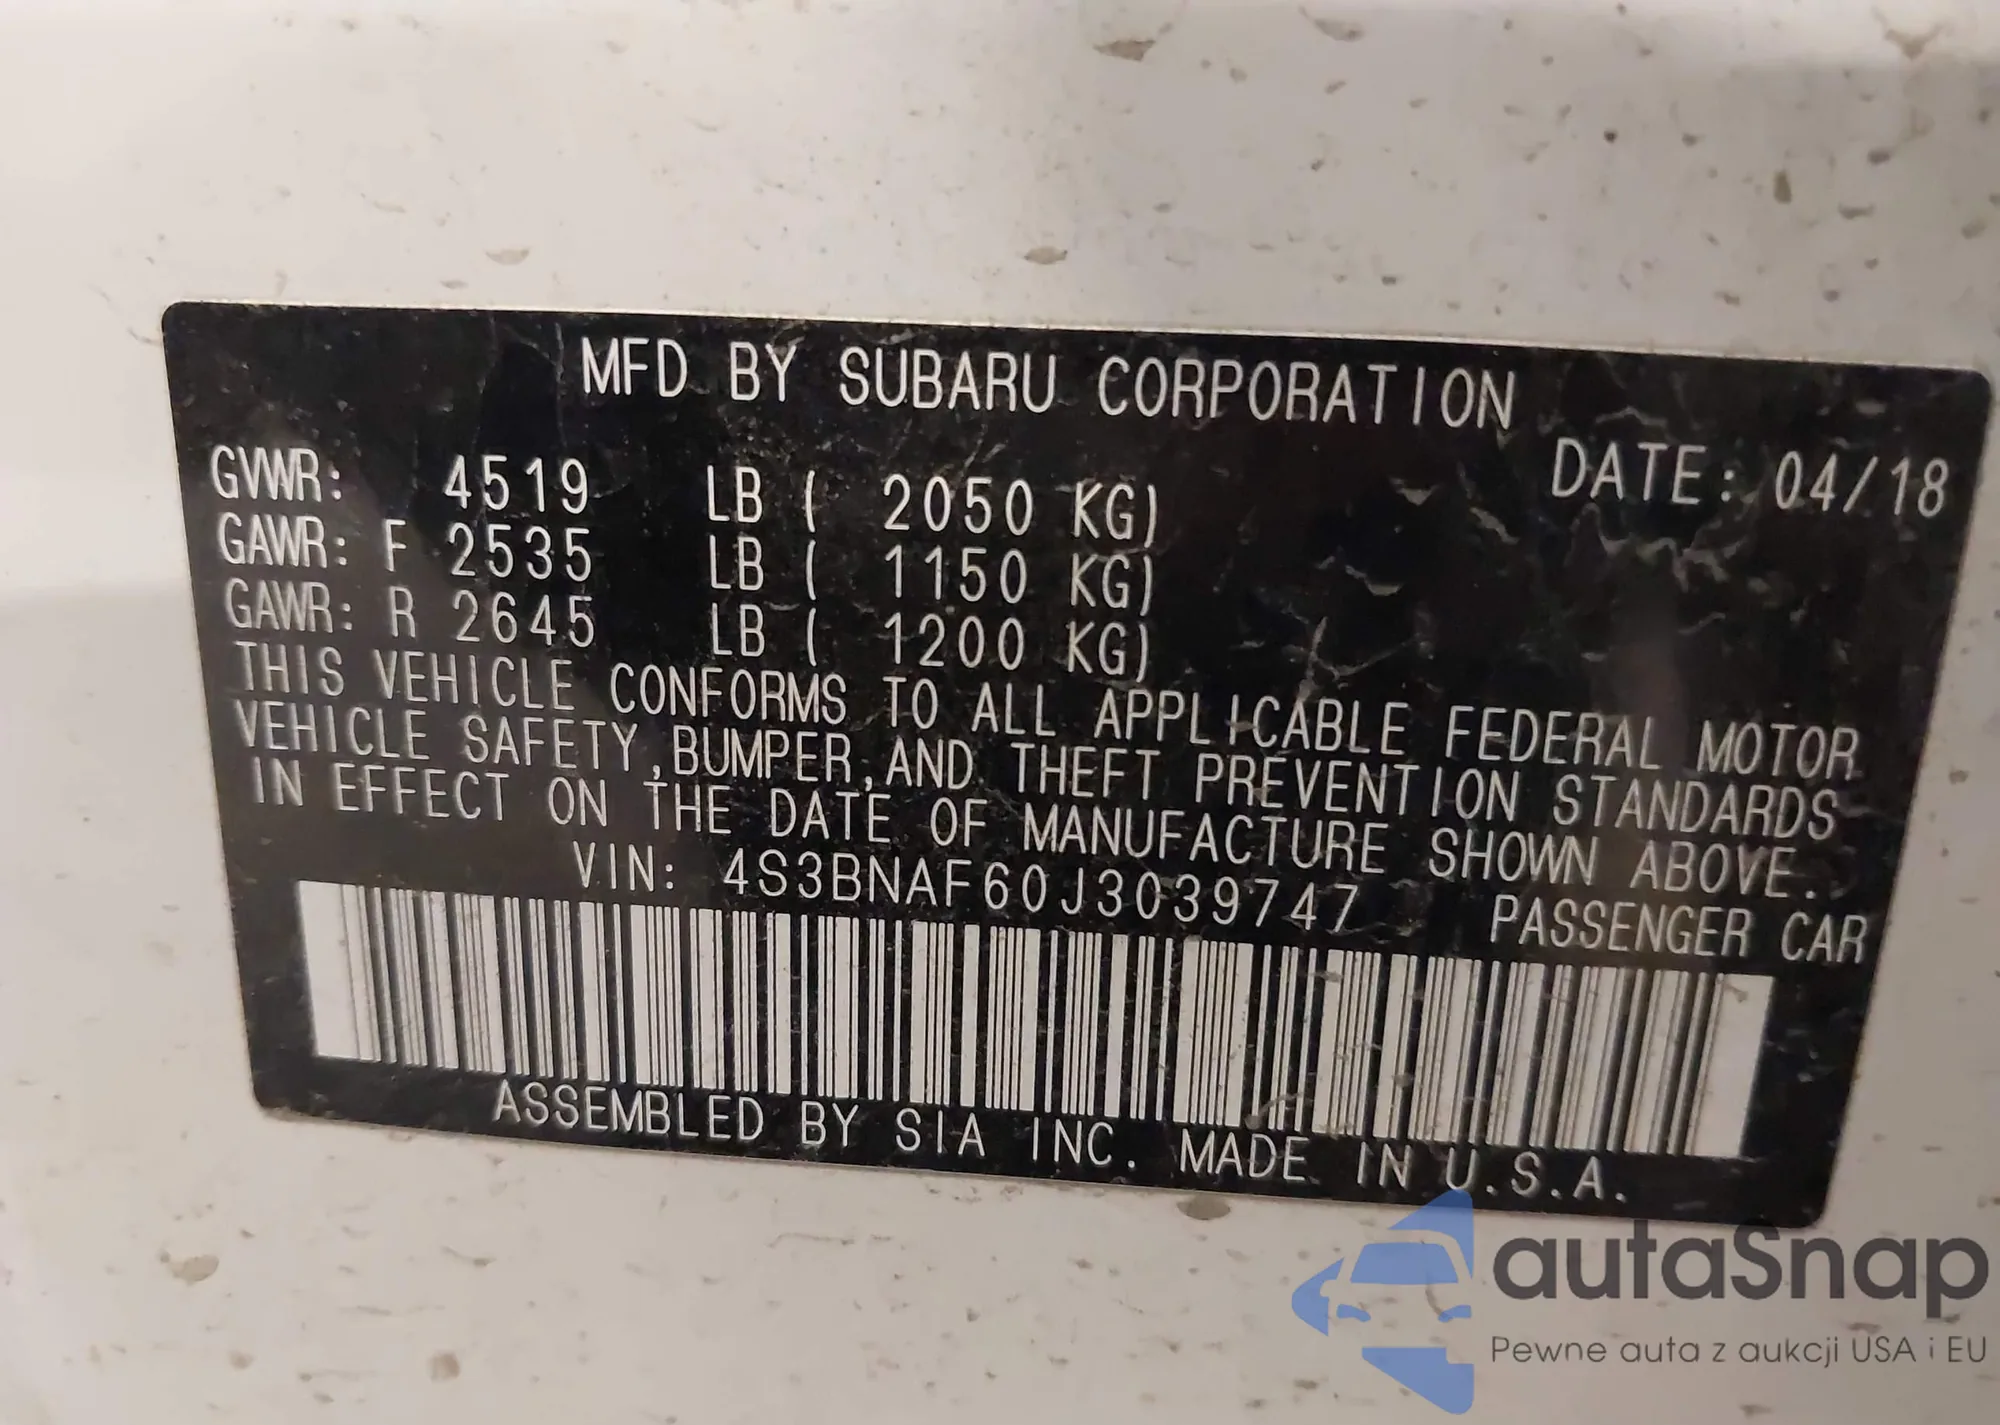 MFD BY SUBARU CORPORATION
DATE: 04/18
GVWR: 4519 LB ( 2050 KG)
GAWR: F 2535 LB ( 1150 KG)
GAWR: R 2645 LB ( 1200 KG)
THIS VEHICLE CONFORMS TO ALL APPLICABLE FEDERAL MOTOR
VEHICLE SAFETY,BUMPER,AND THEFT PREVENTION STANDARDS
IN EFFECT ON THE DATE OF MANUFACTURE SHOWN ABOVE.
VIN: 4S3BNAF60J3039747
PASSENGER CAR
ASSEMBLED BY SIA INC. MADE IN U.S.A.
autaSnap
Pewne auta z aukcji USA i EU